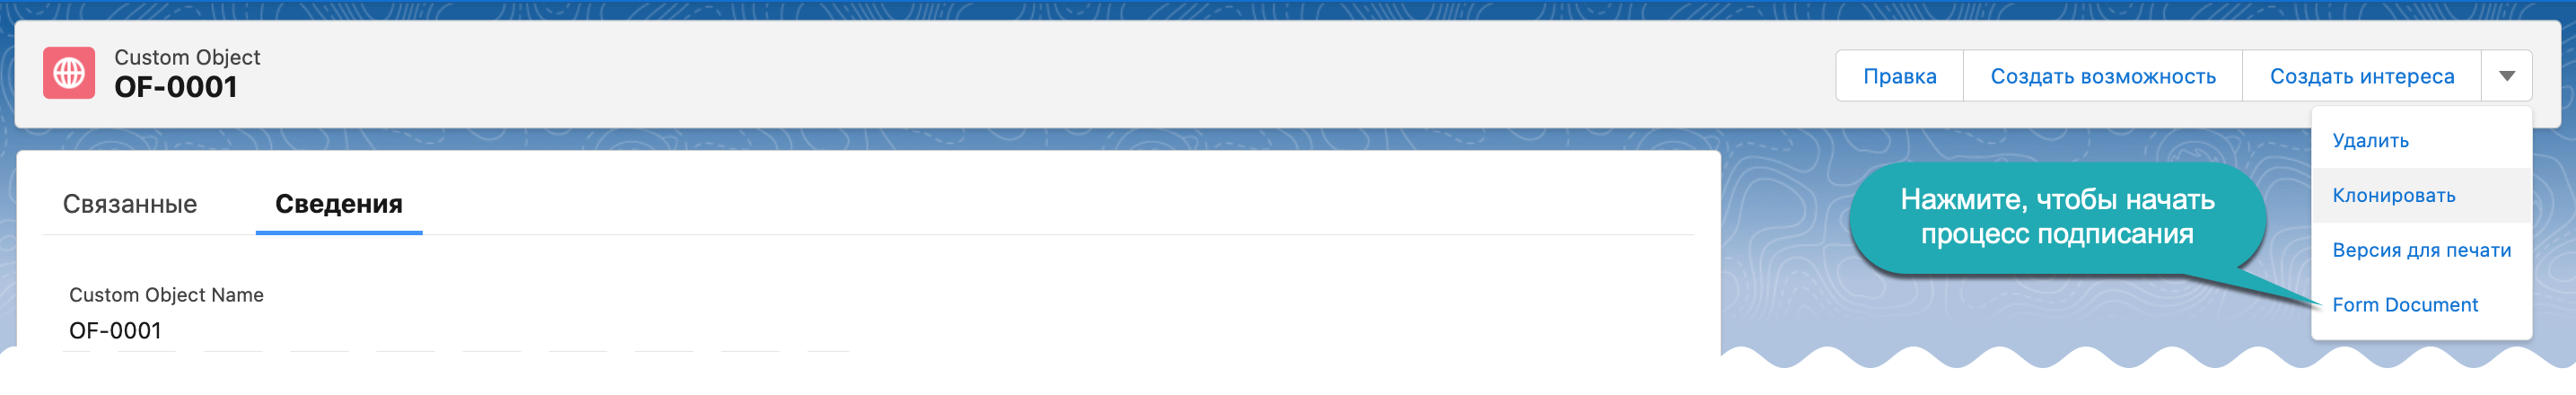 Custom Object
OF-0001
Правка
Создать возможность
Создать интереса
Удалить
Клонировать
Версия для печати
Form Document
Нажмите, чтобы начать
процесс подписания
Связанные
Сведения
Custom Object Name
OF-0001